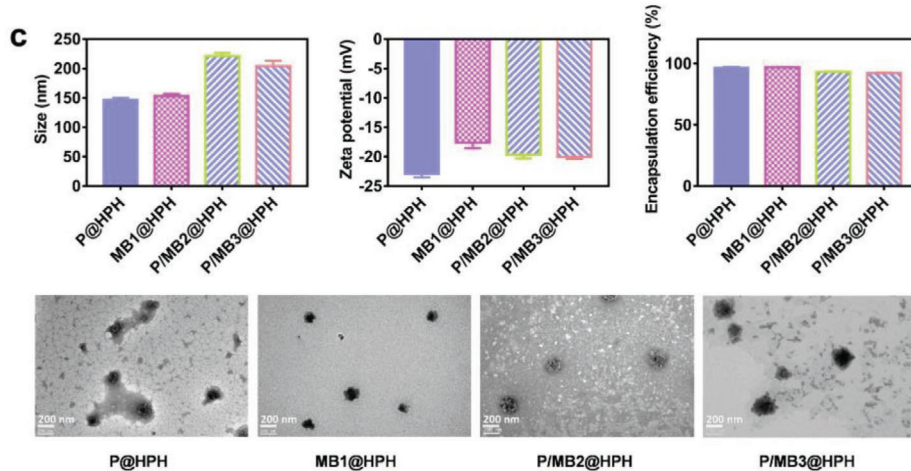 C
Size (nm)
250
200
150
100
50
0
P@HPH
MB1@HPH
P/MB2@HPH
P/MB3@HPH
Zeta potential (mV)
0
-5
-10
-15
-20
-25
P@HPH
MB1@HPH
P/MB2@HPH
P/MB3@HPH
Encapsulation efficiency (%)
100
50
0
P@HPH
MB1@HPH
P/MB2@HPH
P/MB3@HPH
200 nm
200 nm
200 nm
200 nm
P@HPH
MB1@HPH
P/MB2@HPH
P/MB3@HPH